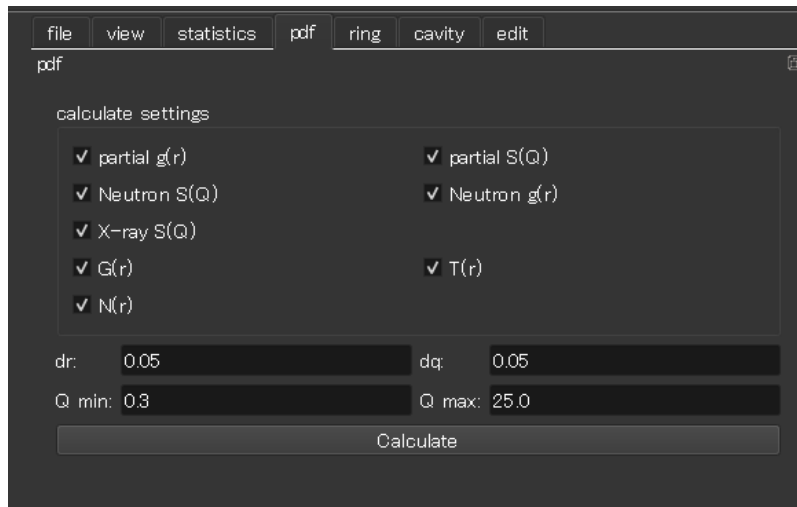 file view statistics pdf ring cavity edit
pdf
calculate settings
partial g(r) partial S(Q)
Neutron S(Q) Neutron g(r)
X-ray S(Q)
G(r) T(r)
N(r)
dr: 0.05 dq: 0.05
Q min: 0.3 Q max: 25.0
Calculate